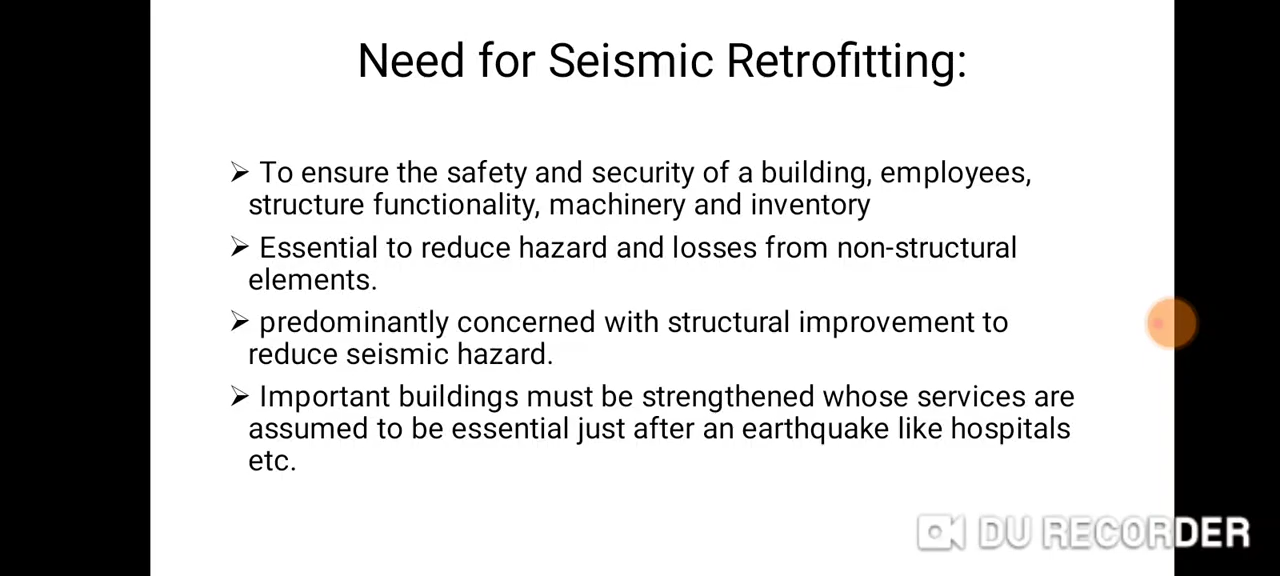 Need for Seismic Retrofitting:
➢ To ensure the safety and security of a building, employees,
structure functionality, machinery and inventory
➢ Essential to reduce hazard and losses from non-structural
elements.
➢ predominantly concerned with structural improvement to
reduce seismic hazard.
➢ Important buildings must be strengthened whose services are
assumed to be essential just after an earthquake like hospitals
etc.
DU RECORDER